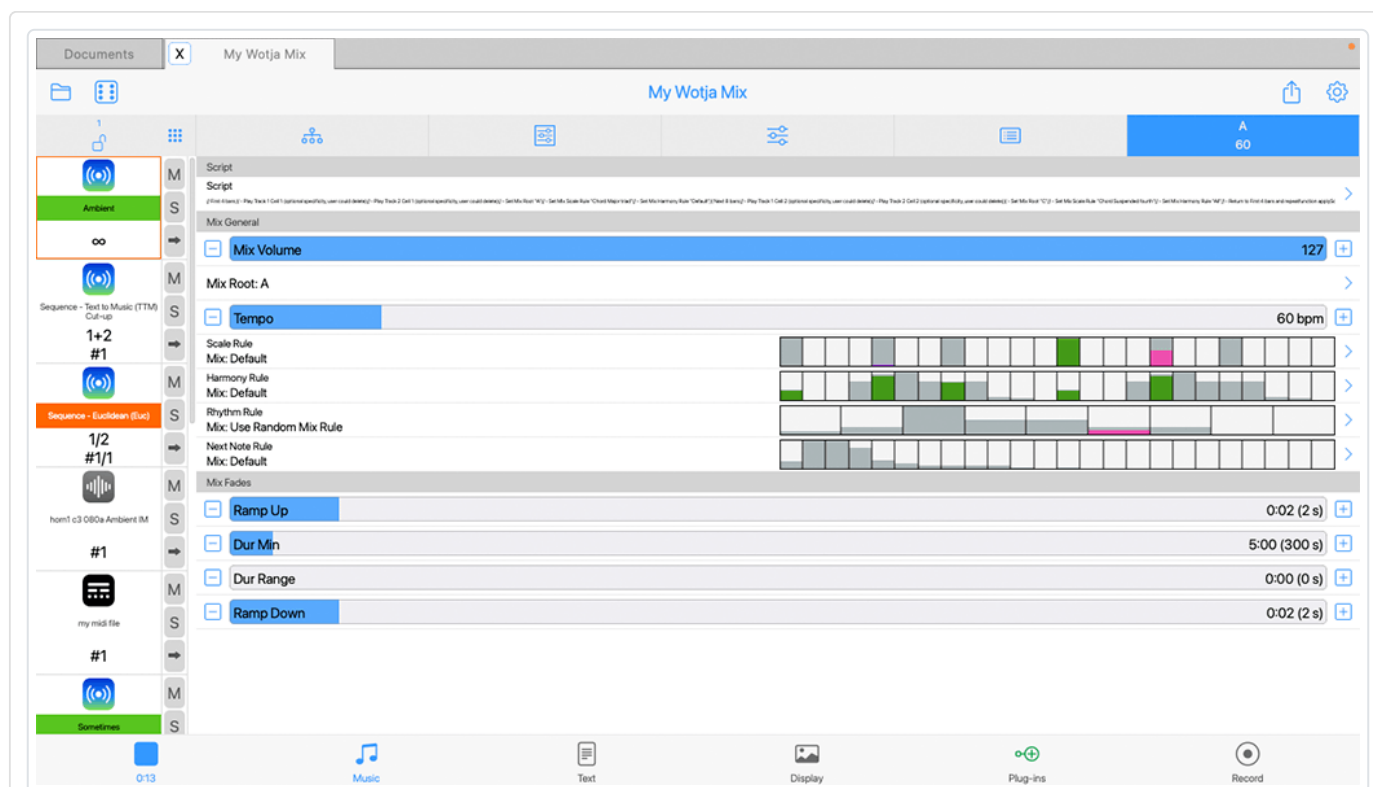 Documents
X
My Wotja Mix
My Wotja Mix
1
A
60
Ambient
∞
M
S
Sequence - Text to Music (TTM)
Cut-up
1+2
#1
M
S
Sequence - Euclidean (Euc)
1/2
#1/1
M
S
hom1 c3 080a Ambient IM
#1
M
S
my midi file
#1
M
S
Sometimes
M
S
Script
Script
Mix General
Mix Volume 127
Mix Root: A
Tempo 60 bpm
Scale Rule
Mix: Default
Harmony Rule
Mix: Default
Rhythm Rule
Mix: Use Random Mix Rule
Next Note Rule
Mix: Default
Mix Fades
Ramp Up 0:02 (2 s)
Dur Min 5:00 (300 s)
Dur Range 0:00 (0 s)
Ramp Down 0:02 (2 s)
0:13
Music
Text
Display
Plug-ins
Record